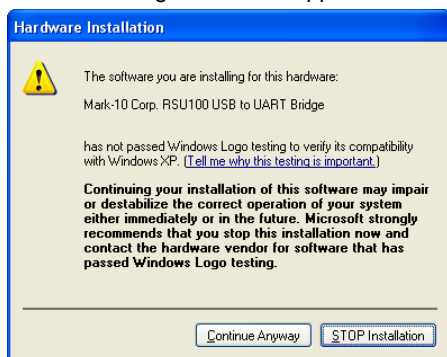 Hardware Installation
The software you are installing for this hardware:
Mark-10 Corp. RSU100 USB to UART Bridge
has not passed Windows Logo testing to verify its compatibility
with Windows XP. (Tell me why this testing is important.)
Continuing your installation of this software may impair
or destabilize the correct operation of your system
either immediately or in the future. Microsoft strongly
recommends that you stop this installation now and
contact the hardware vendor for software that has
passed Windows Logo testing.
Continue Anyway
STOP Installation